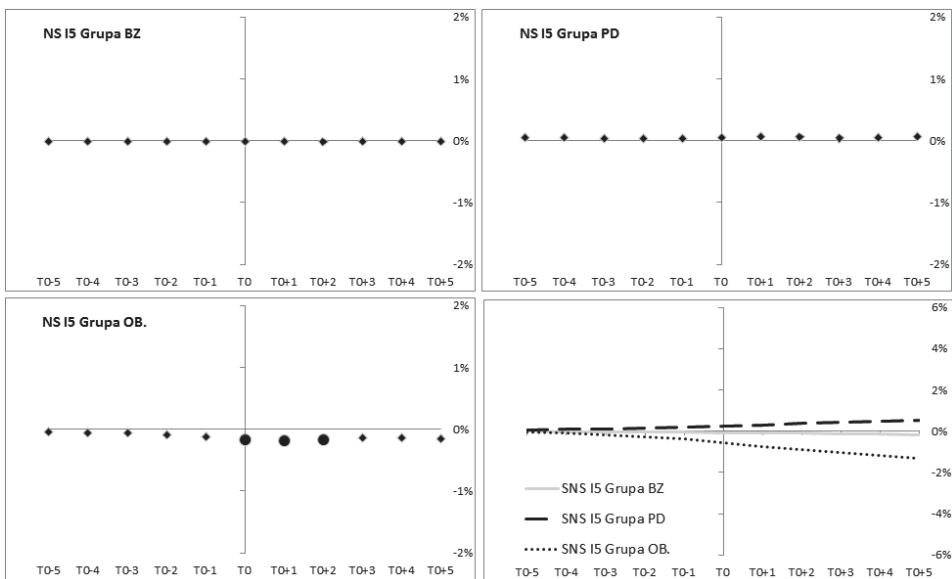 NS I5 Grupa BZ
2%
1%
0%
-1%
-2%
T0-5 T0-4 T0-3 T0-2 T0-1 T0 T0+1 T0+2 T0+3 T0+4 T0+5
NS I5 Grupa PD
2%
1%
0%
-1%
-2%
T0-5 T0-4 T0-3 T0-2 T0-1 T0 T0+1 T0+2 T0+3 T0+4 T0+5
NS I5 Grupa OB.
2%
1%
0%
-1%
-2%
T0-5 T0-4 T0-3 T0-2 T0-1 T0 T0+1 T0+2 T0+3 T0+4 T0+5
6%
4%
2%
0%
-2%
-4%
-6%
SNS I5 Grupa BZ
SNS I5 Grupa PD
SNS I5 Grupa OB.
T0-5 T0-4 T0-3 T0-2 T0-1 T0 T0+1 T0+2 T0+3 T0+4 T0+5